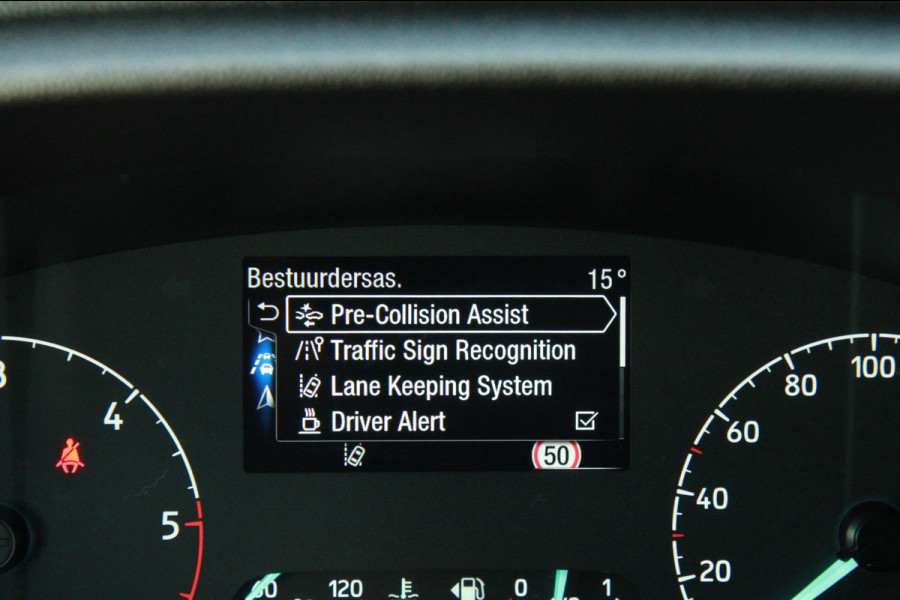 Bestuurdersas. 15°
Pre-Collision Assist
Traffic Sign Recognition
Lane Keeping System
Driver Alert
50
4
5
20
40
60
80
100
120
0
1